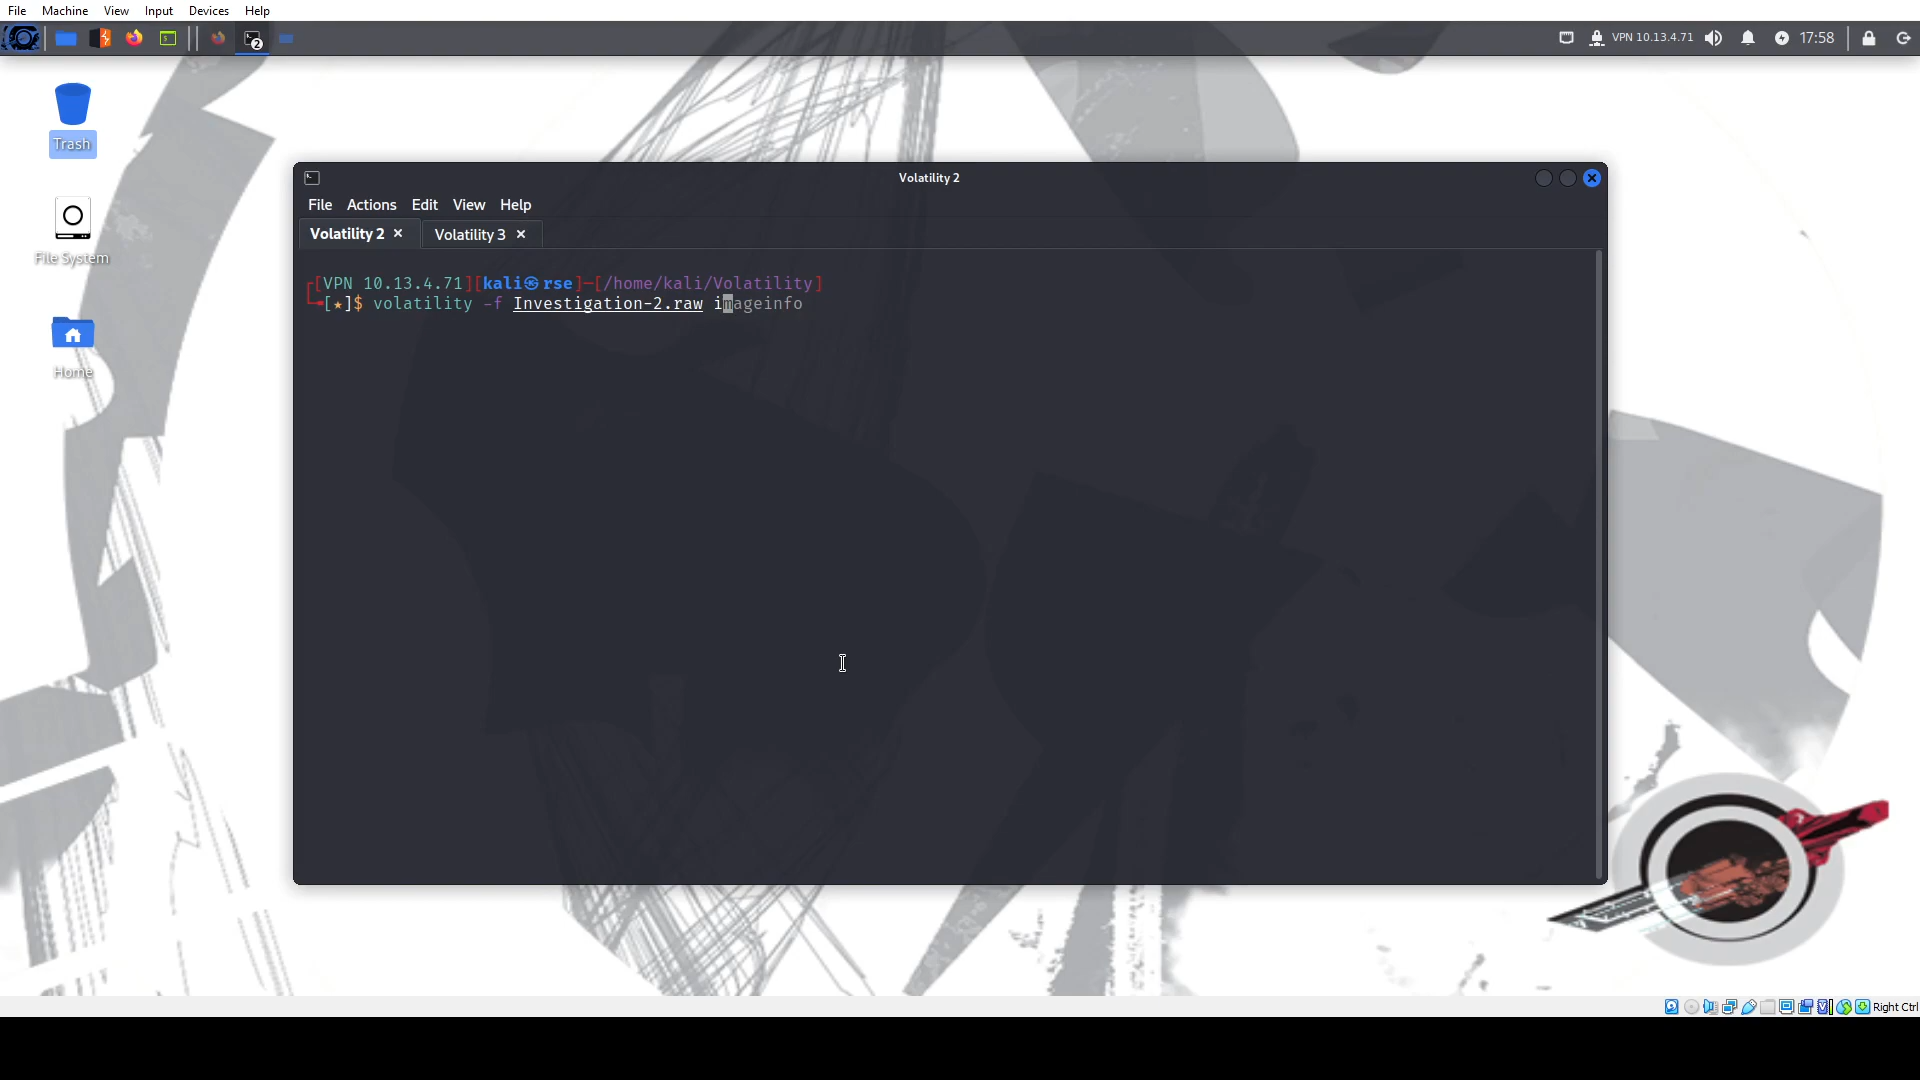 File Machine View Input Devices Help
2 VPN 10.13.4.71 17:58
Trash
File System
Home
Volatility 2
File Actions Edit View Help
Volatility 2 × Volatility 3 ×
┌[VPN 10.13.4.71][kali㉿rse]─[/home/kali/Volatility]
└╼[★]$ volatility -f Investigation-2.raw imageinfo
Right Ctrl